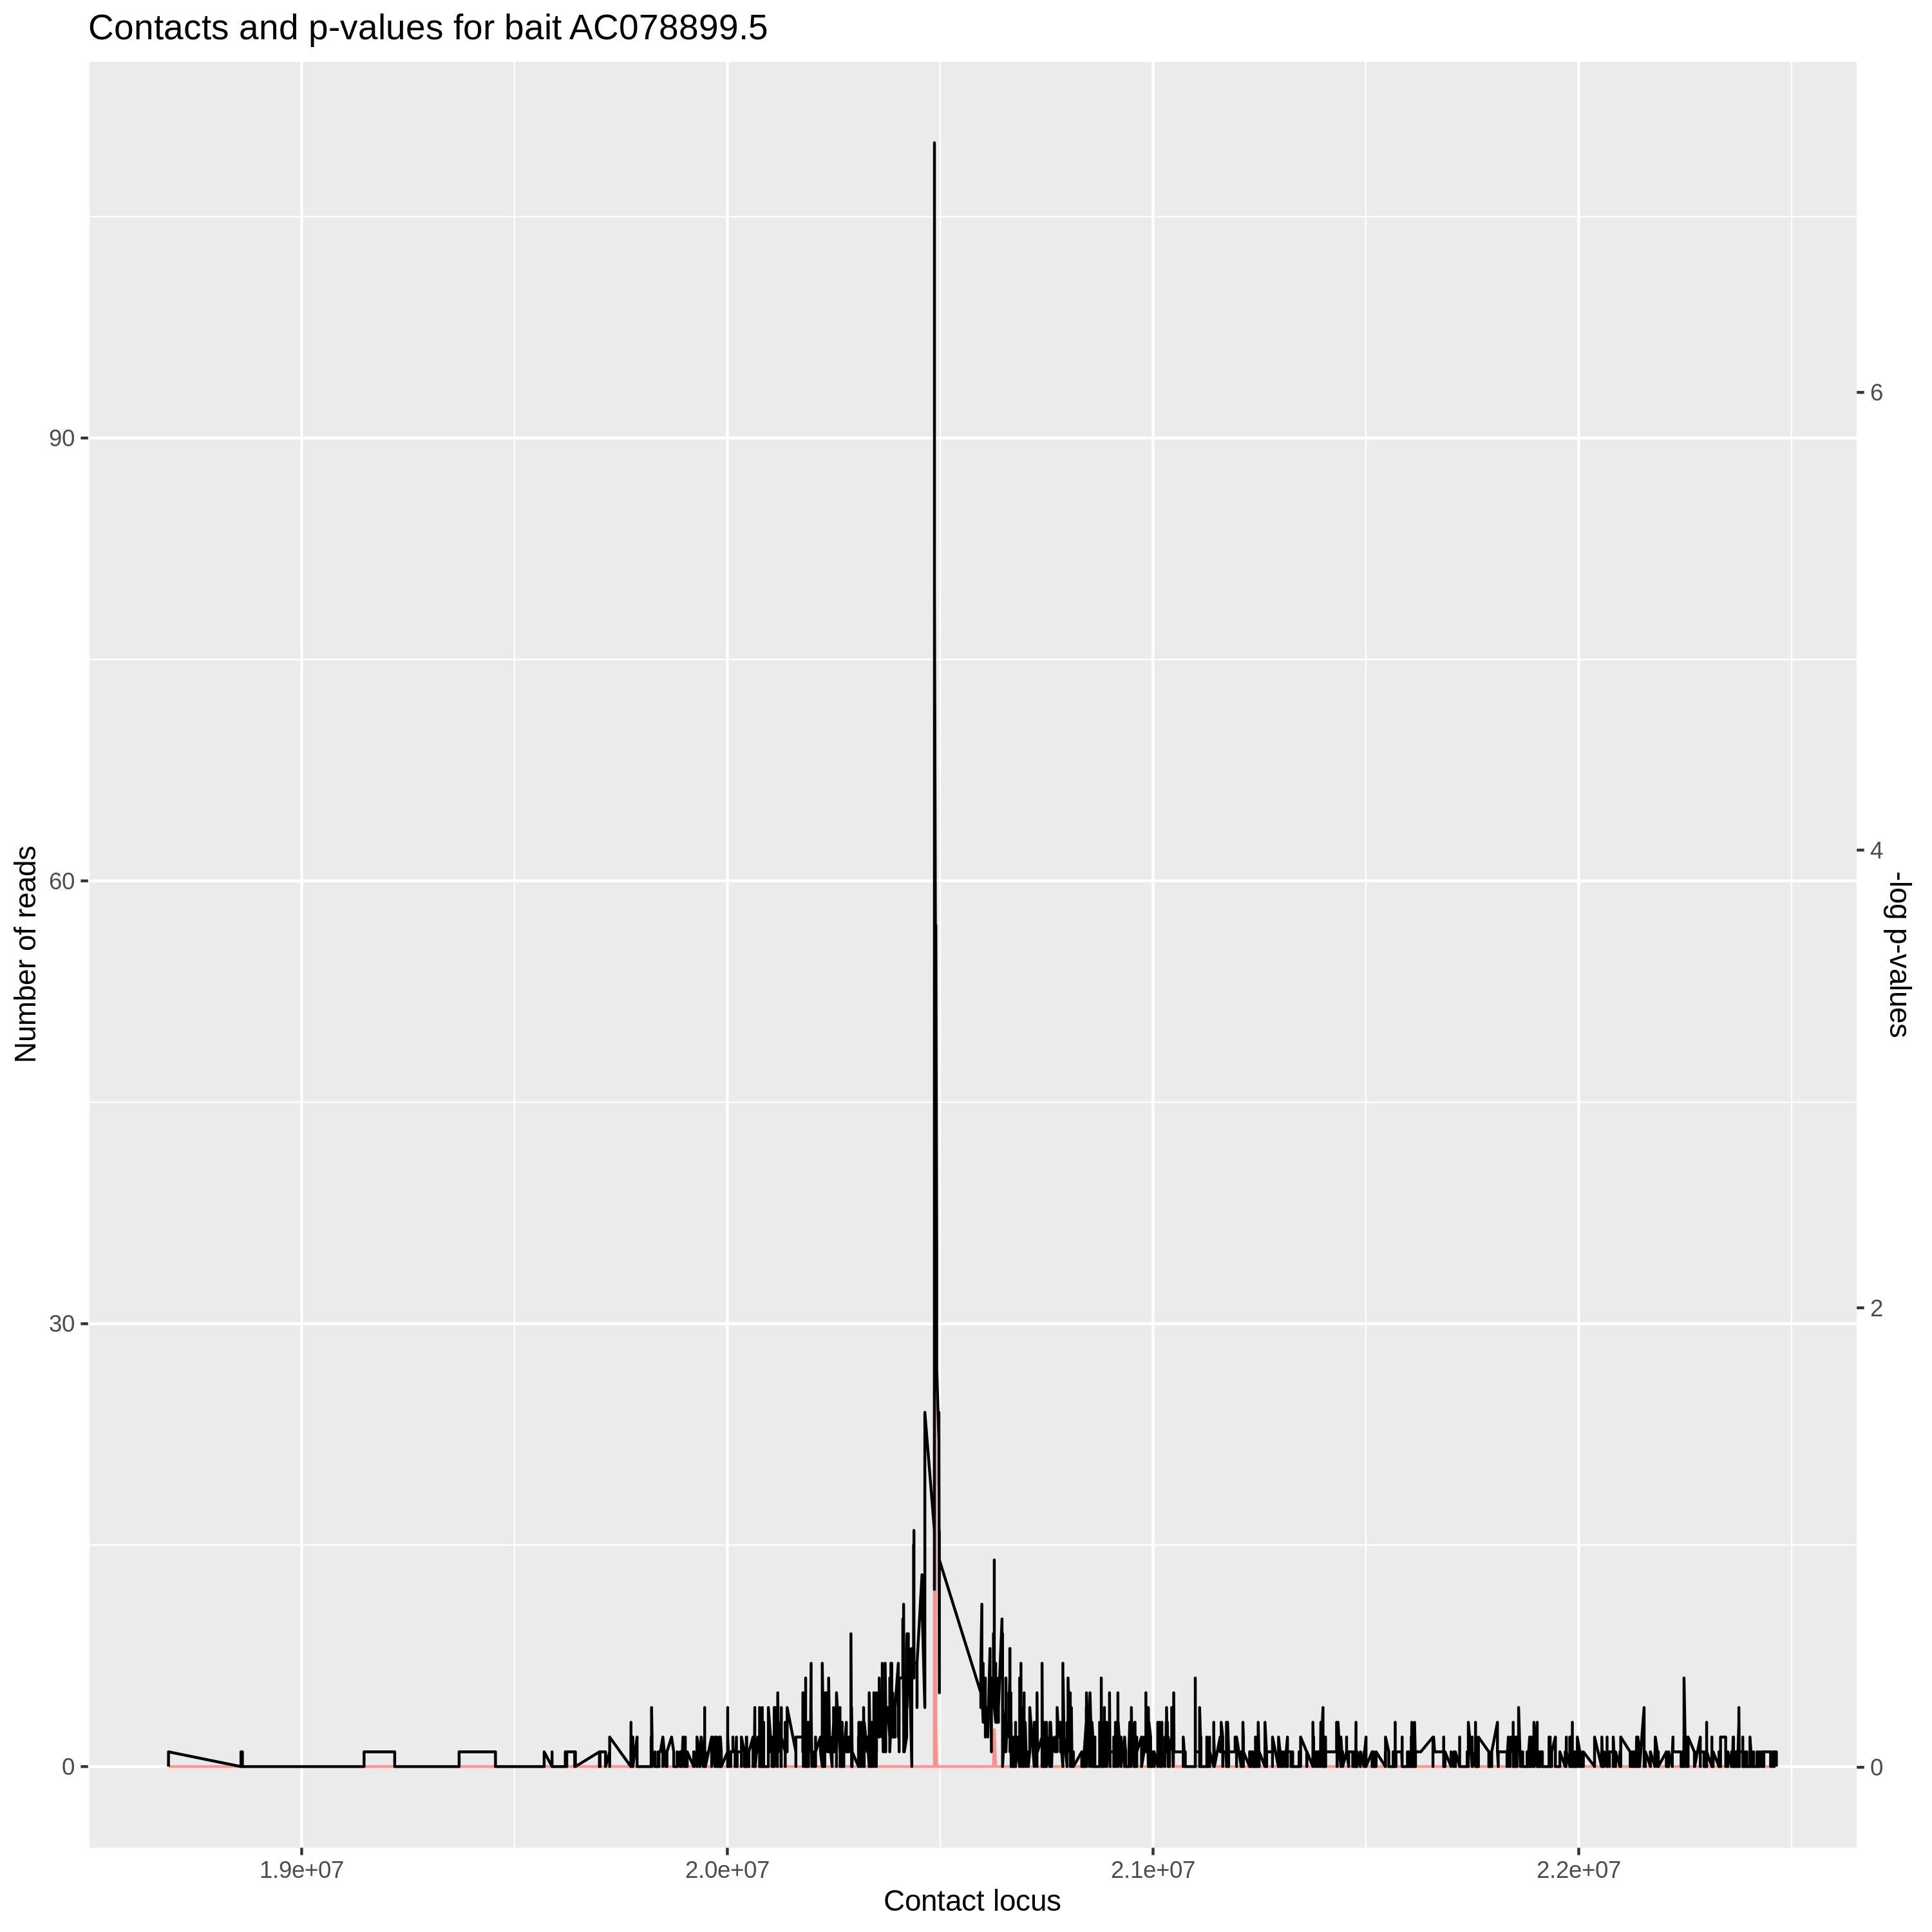 Contacts and p-values for bait AC078899.5
Number of reads
90
60
30
0
6
4
2
0
-log p-values
1.9e+07
2.0e+07
2.1e+07
2.2e+07
Contact locus